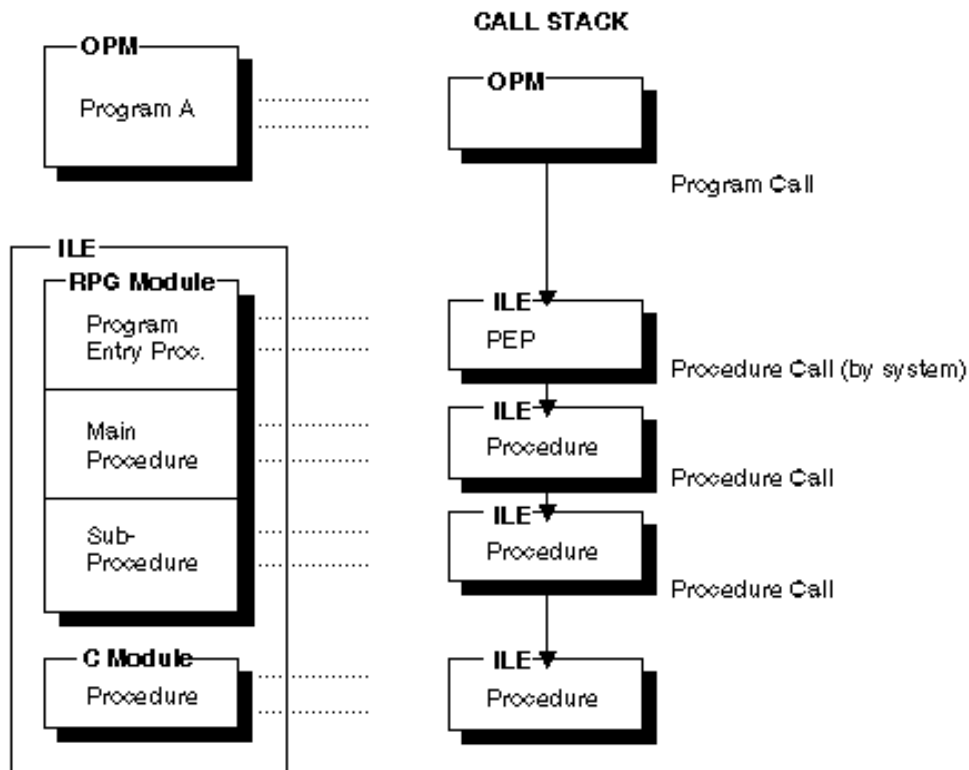 CALL STACK
OPM
Program A
OPM
Program Call
ILE
RPG Module
Program
Entry Proc.
Main
Procedure
Sub-
Procedure
C Module
Procedure
ILE
PEP
Procedure Call (by system)
ILE
Procedure
Procedure Call
ILE
Procedure
Procedure Call
ILE
Procedure